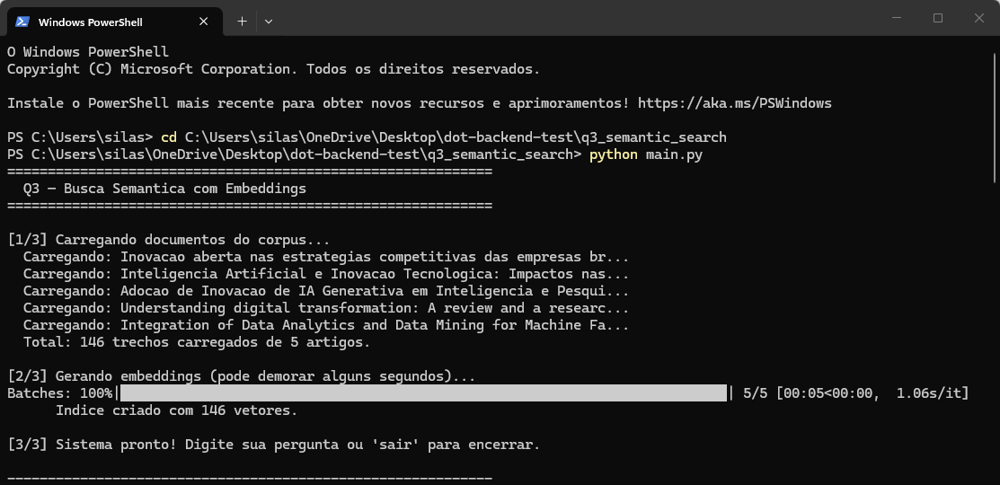 Windows PowerShell
O Windows PowerShell
Copyright (C) Microsoft Corporation. Todos os direitos reservados.
Instale o PowerShell mais recente para obter novos recursos e aprimoramentos! https://aka.ms/PSWindows
PS C:\Users\silas> cd C:\Users\silas\OneDrive\Desktop\dot-backend-test\q3_semantic_search
PS C:\Users\silas\OneDrive\Desktop\dot-backend-test\q3_semantic_search> python main.py
============================================================
  Q3 — Busca Semantica com Embeddings
============================================================
[1/3] Carregando documentos do corpus...
  Carregando: Inovacao aberta nas estrategias competitivas das empresas br...
  Carregando: Inteligencia Artificial e Inovacao Tecnologica: Impactos nas...
  Carregando: Adocao de Inovacao de IA Generativa em Inteligencia e Pesqui...
  Carregando: Understanding digital transformation: A review and a researc...
  Carregando: Integration of Data Analytics and Data Mining for Machine Fa...
  Total: 146 trechos carregados de 5 artigos.
[2/3] Gerando embeddings (pode demorar alguns segundos)...
Batches: 100%|██████████| 5/5 [00:05<00:00,  1.06s/it]
      Indice criado com 146 vetores.
[3/3] Sistema pronto! Digite sua pergunta ou 'sair' para encerrar.
============================================================